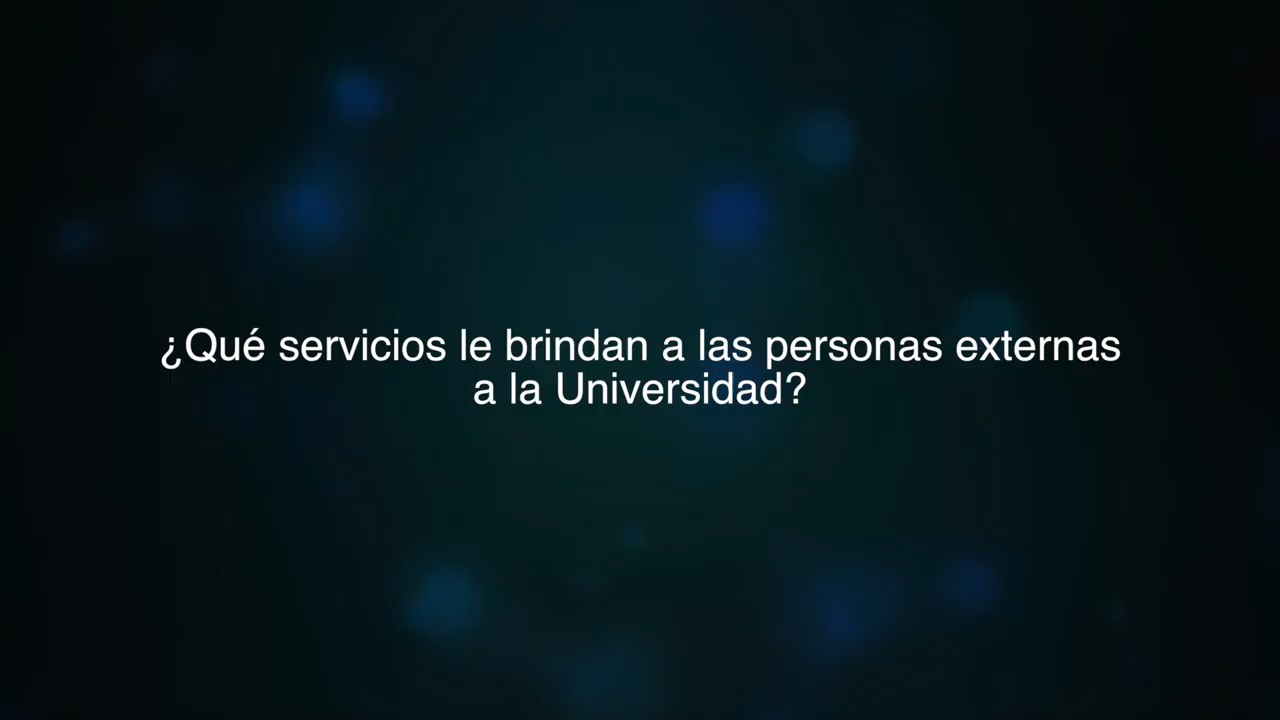 ¿Qué servicios le brindan a las personas externas
a la Universidad?